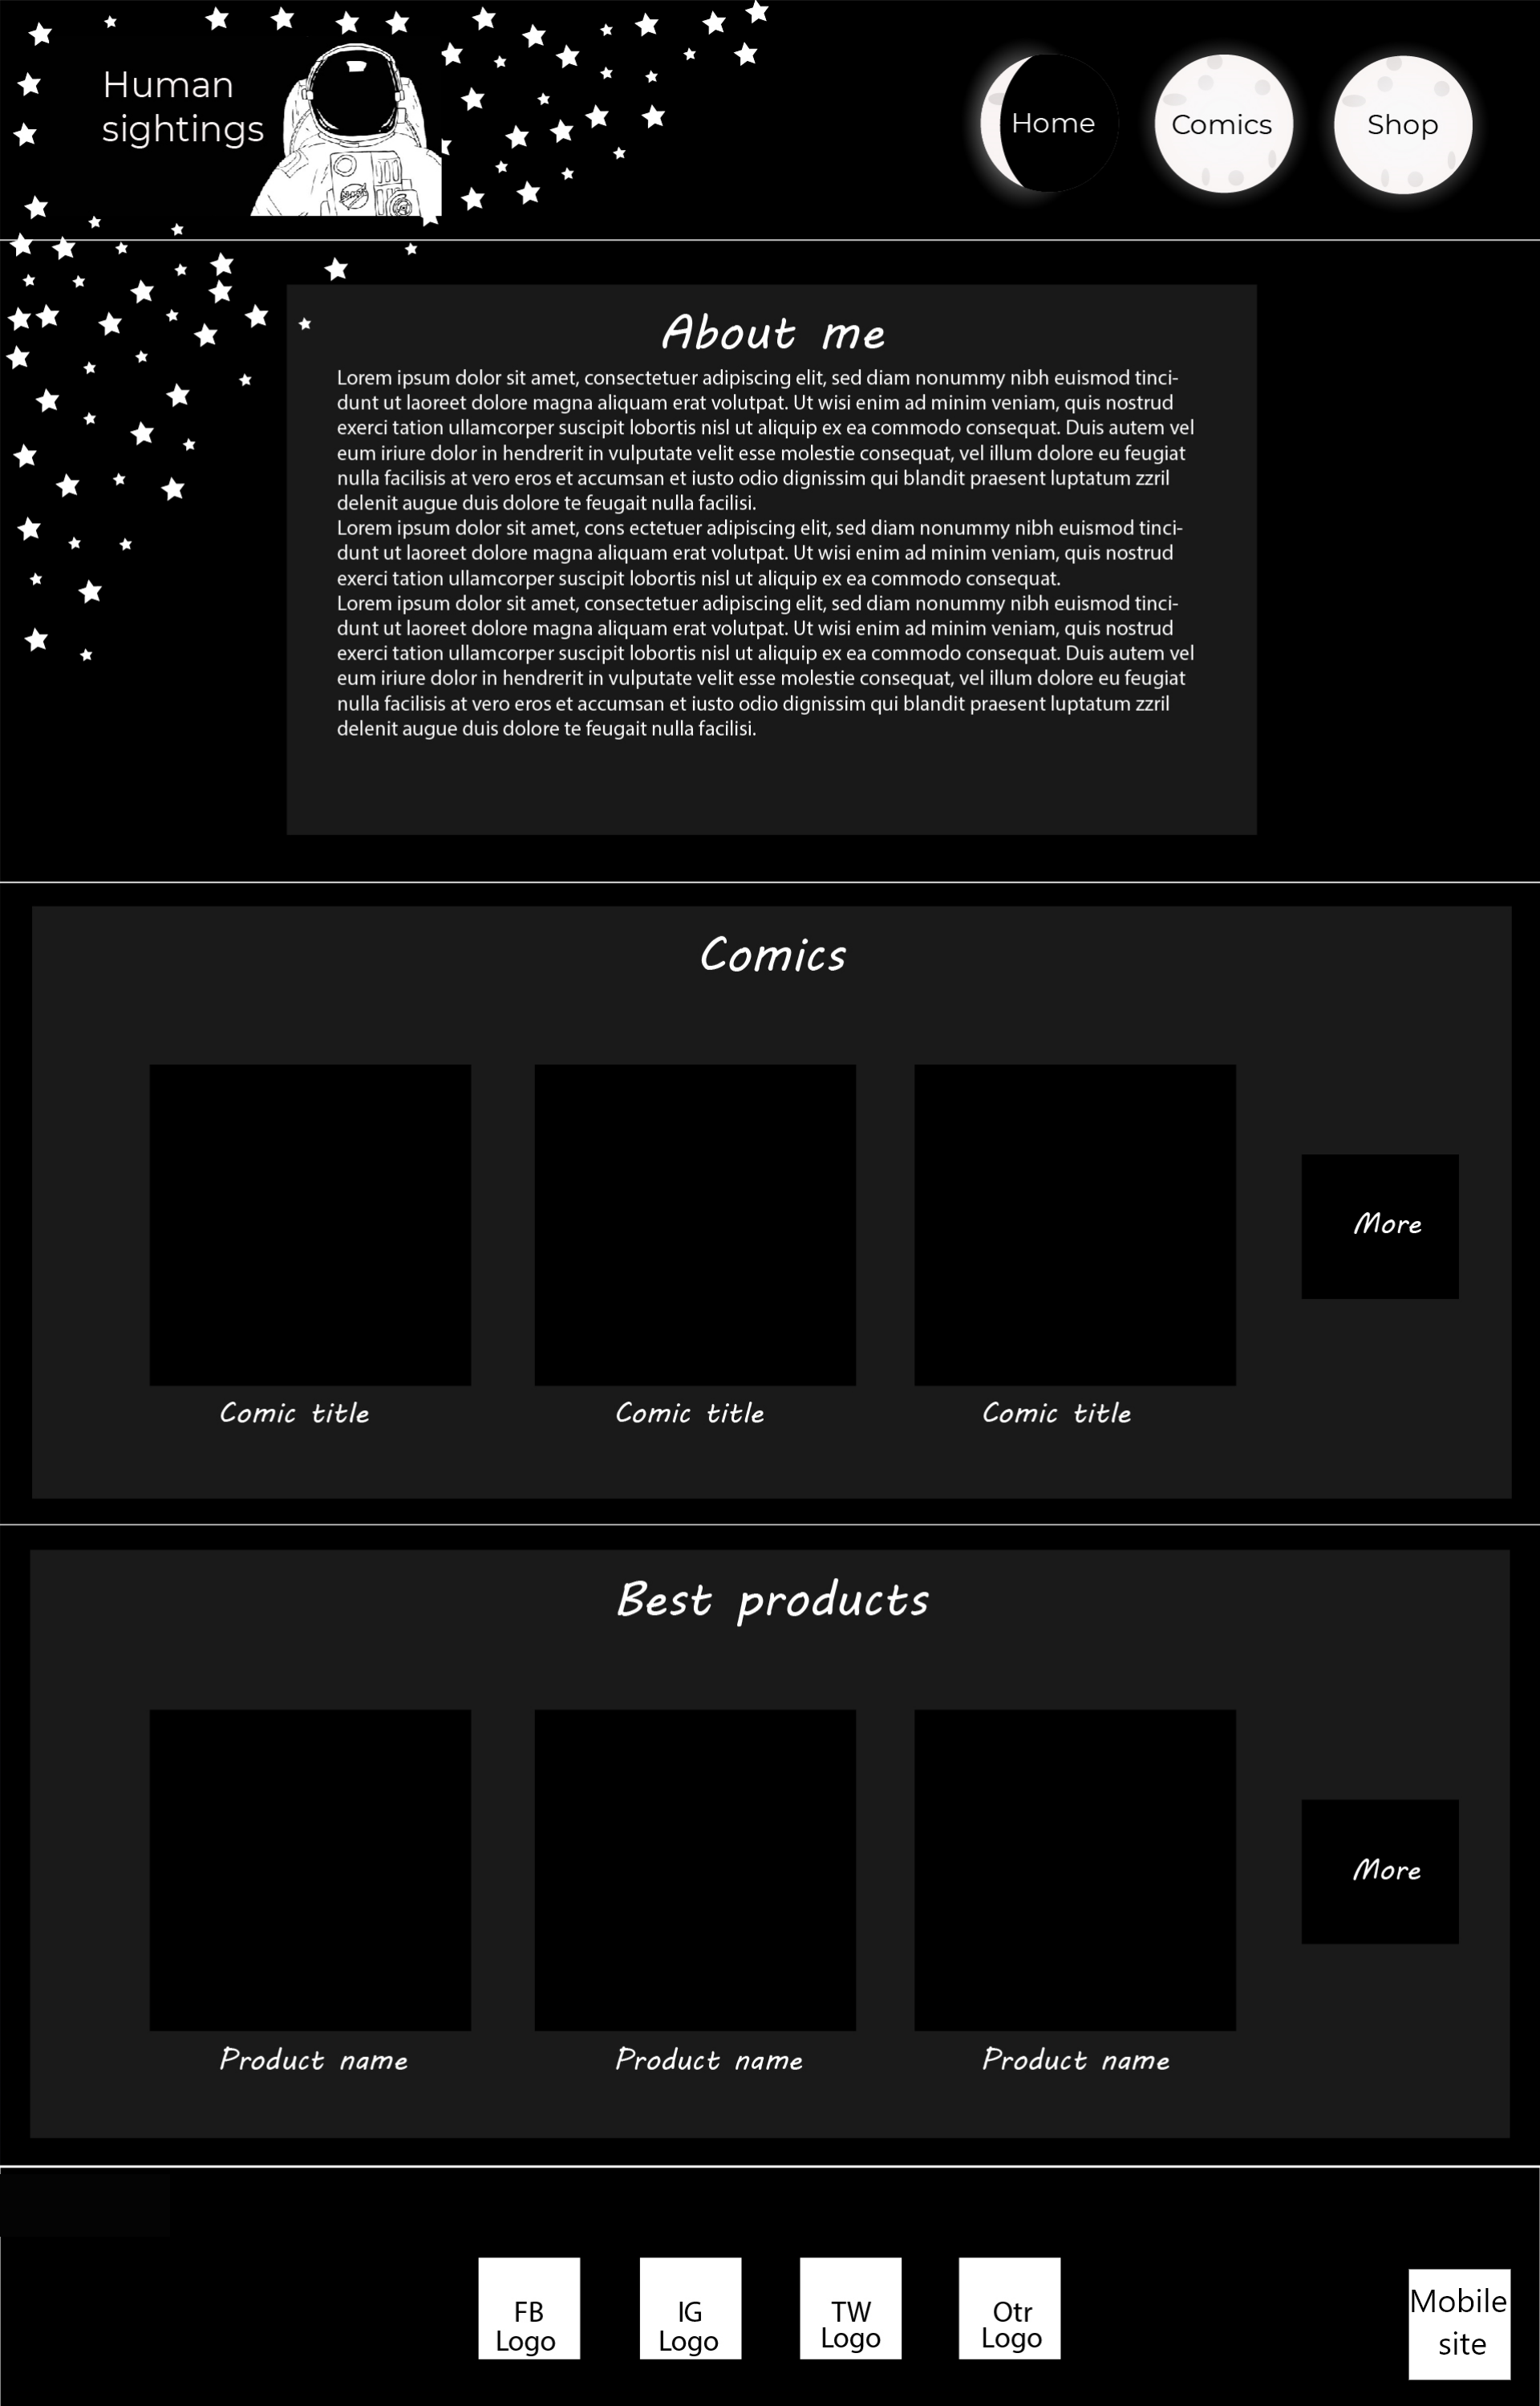 Human
sightings
Home
Comics
Shop
About me
Lorem ipsum dolor sit amet, consectetuer adipiscing elit, sed diam nonummy nibh euismod tinci-
dunt ut laoreet dolore magna aliquam erat volutpat. Ut wisi enim ad minim veniam, quis nostrud
exerci tation ullamcorper suscipit lobortis nisl ut aliquip ex ea commodo consequat. Duis autem vel
eum iriure dolor in hendrerit in vulputate velit esse molestie consequat, vel illum dolore eu feugiat
nulla facilisis at vero eros et accumsan et iusto odio dignissim qui blandit praesent luptatum zzril
delenit augue duis dolore te feugait nulla facilisi.
Lorem ipsum dolor sit amet, cons ectetuer adipiscing elit, sed diam nonummy nibh euismod tinci-
dunt ut laoreet dolore magna aliquam erat volutpat. Ut wisi enim ad minim veniam, quis nostrud
exerci tation ullamcorper suscipit lobortis nisl ut aliquip ex ea commodo consequat.
Lorem ipsum dolor sit amet, consectetuer adipiscing elit, sed diam nonummy nibh euismod tinci-
dunt ut laoreet dolore magna aliquam erat volutpat. Ut wisi enim ad minim veniam, quis nostrud
exerci tation ullamcorper suscipit lobortis nisl ut aliquip ex ea commodo consequat. Duis autem vel
eum iriure dolor in hendrerit in vulputate velit esse molestie consequat, vel illum dolore eu feugiat
nulla facilisis at vero eros et accumsan et iusto odio dignissim qui blandit praesent luptatum zzril
delenit augue duis dolore te feugait nulla facilisi.
Comics
More
Comic title
Comic title
Comic title
Best products
More
Product name
Product name
Product name
FB
Logo
IG
Logo
TW
Logo
Otr
Logo
Mobile
site